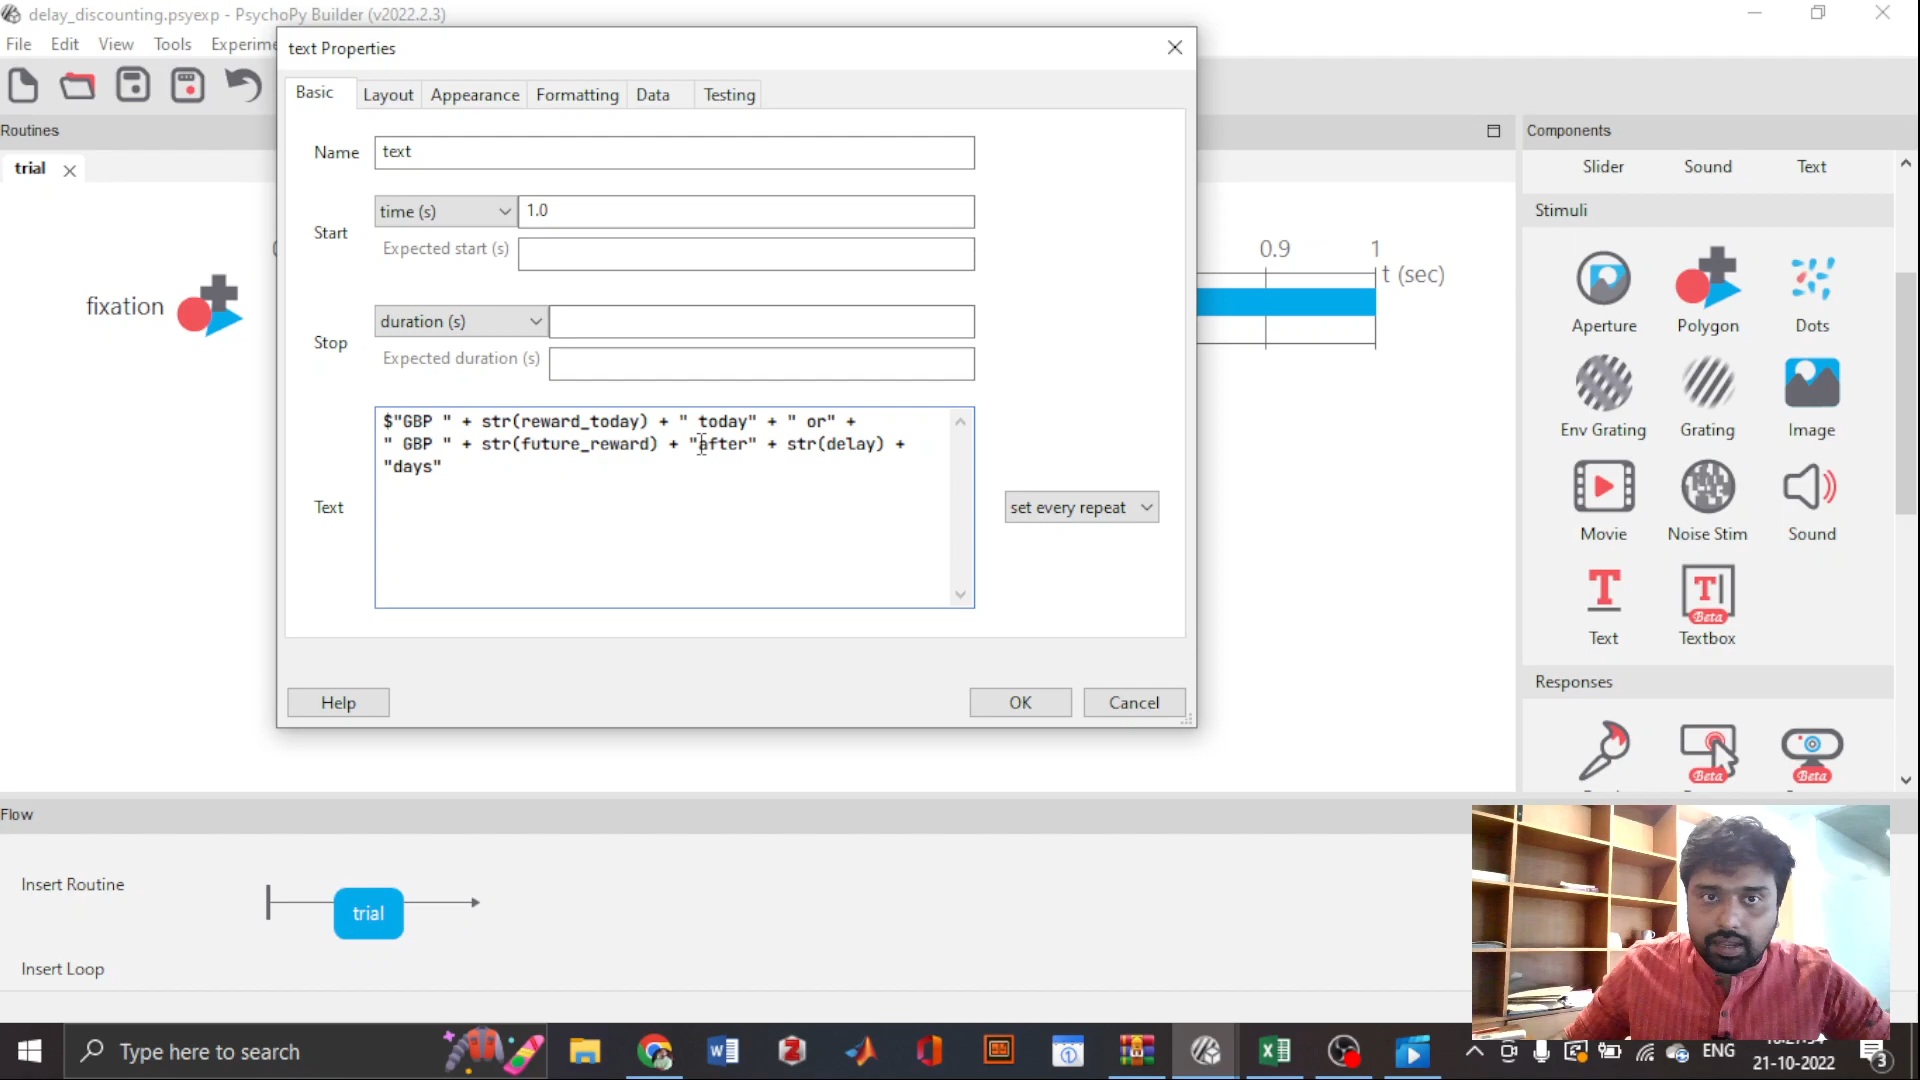 delay_discounting.psyexp - PsychoPy Builder (v2022.2.3)
File Edit View Tools
text Properties
Basic Layout Appearance Formatting Data Testing
Name text
Start time (s) 1.0
Expected start (s)
Stop duration (s)
Expected duration (s)
Text
$"GBP " + str(reward_today) + " today" + " or" +
" GBP " + str(future_reward) + "after" + str(delay) +
"days"
set every repeat
Help OK Cancel
Routines
trial
fixation
0.9 1
t (sec)
Components
Slider Sound Text
Stimuli
Aperture Polygon Dots
Env Grating Grating Image
Movie Noise Stim Sound
Text Textbox
Beta
Responses
Beta Beta
Flow
Insert Routine
trial
Insert Loop
Type here to search
ENG
21-10-2022
3